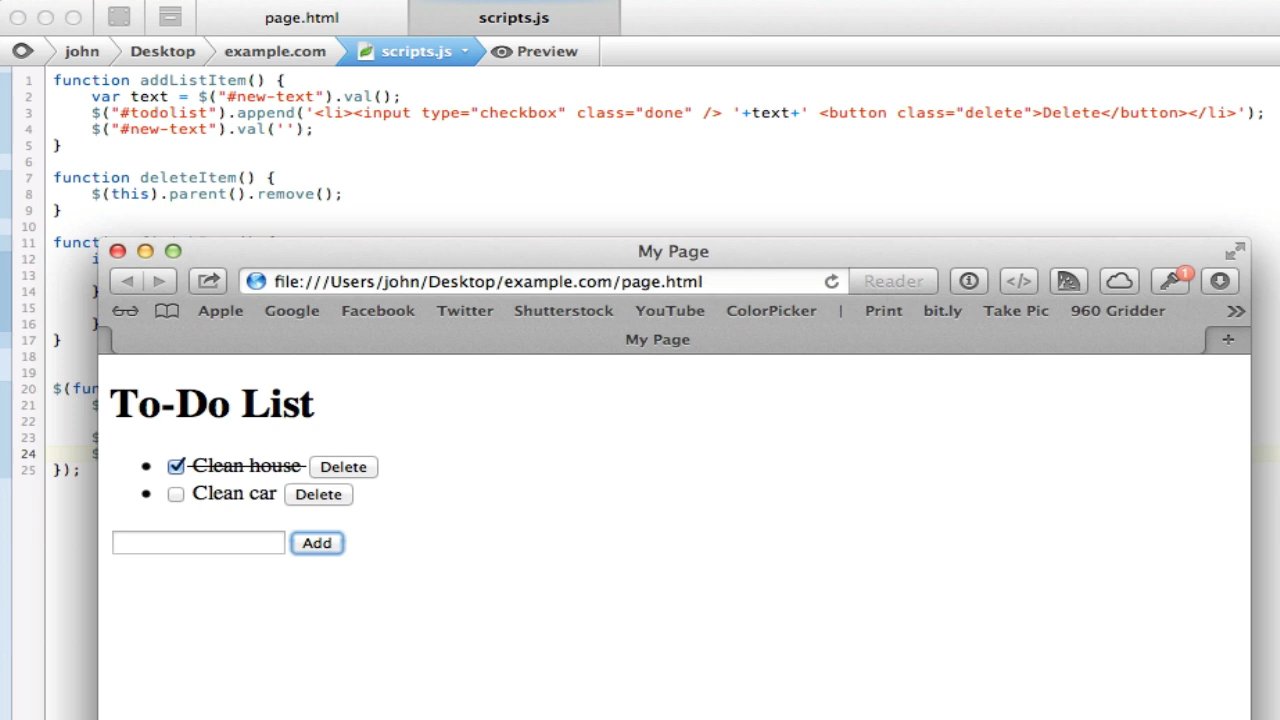 page.html scripts.js
john Desktop example.com scripts.js Preview
1 function addListItem() {
2 var text = $("#new-text").val();
3 $("#todolist").append('<li><input type="checkbox" class="done" /> '+text+' <button class="delete">Delete</button></li>');
4 $("#new-text").val('');
5 }
6
7 function deleteItem() {
8 $(this).parent().remove();
9 }
10
11 funct
12 i
13
14 }
15
16 }
17 }
18
19
20 $(fun
21 $
22
23 $
24 $
25 });
My Page
file:///Users/john/Desktop/example.com/page.html Reader 1
Apple Google Facebook Twitter Shutterstock YouTube ColorPicker | Print bit.ly Take Pic 960 Gridder
My Page
To-Do List
Clean house Delete
Clean car Delete
Add